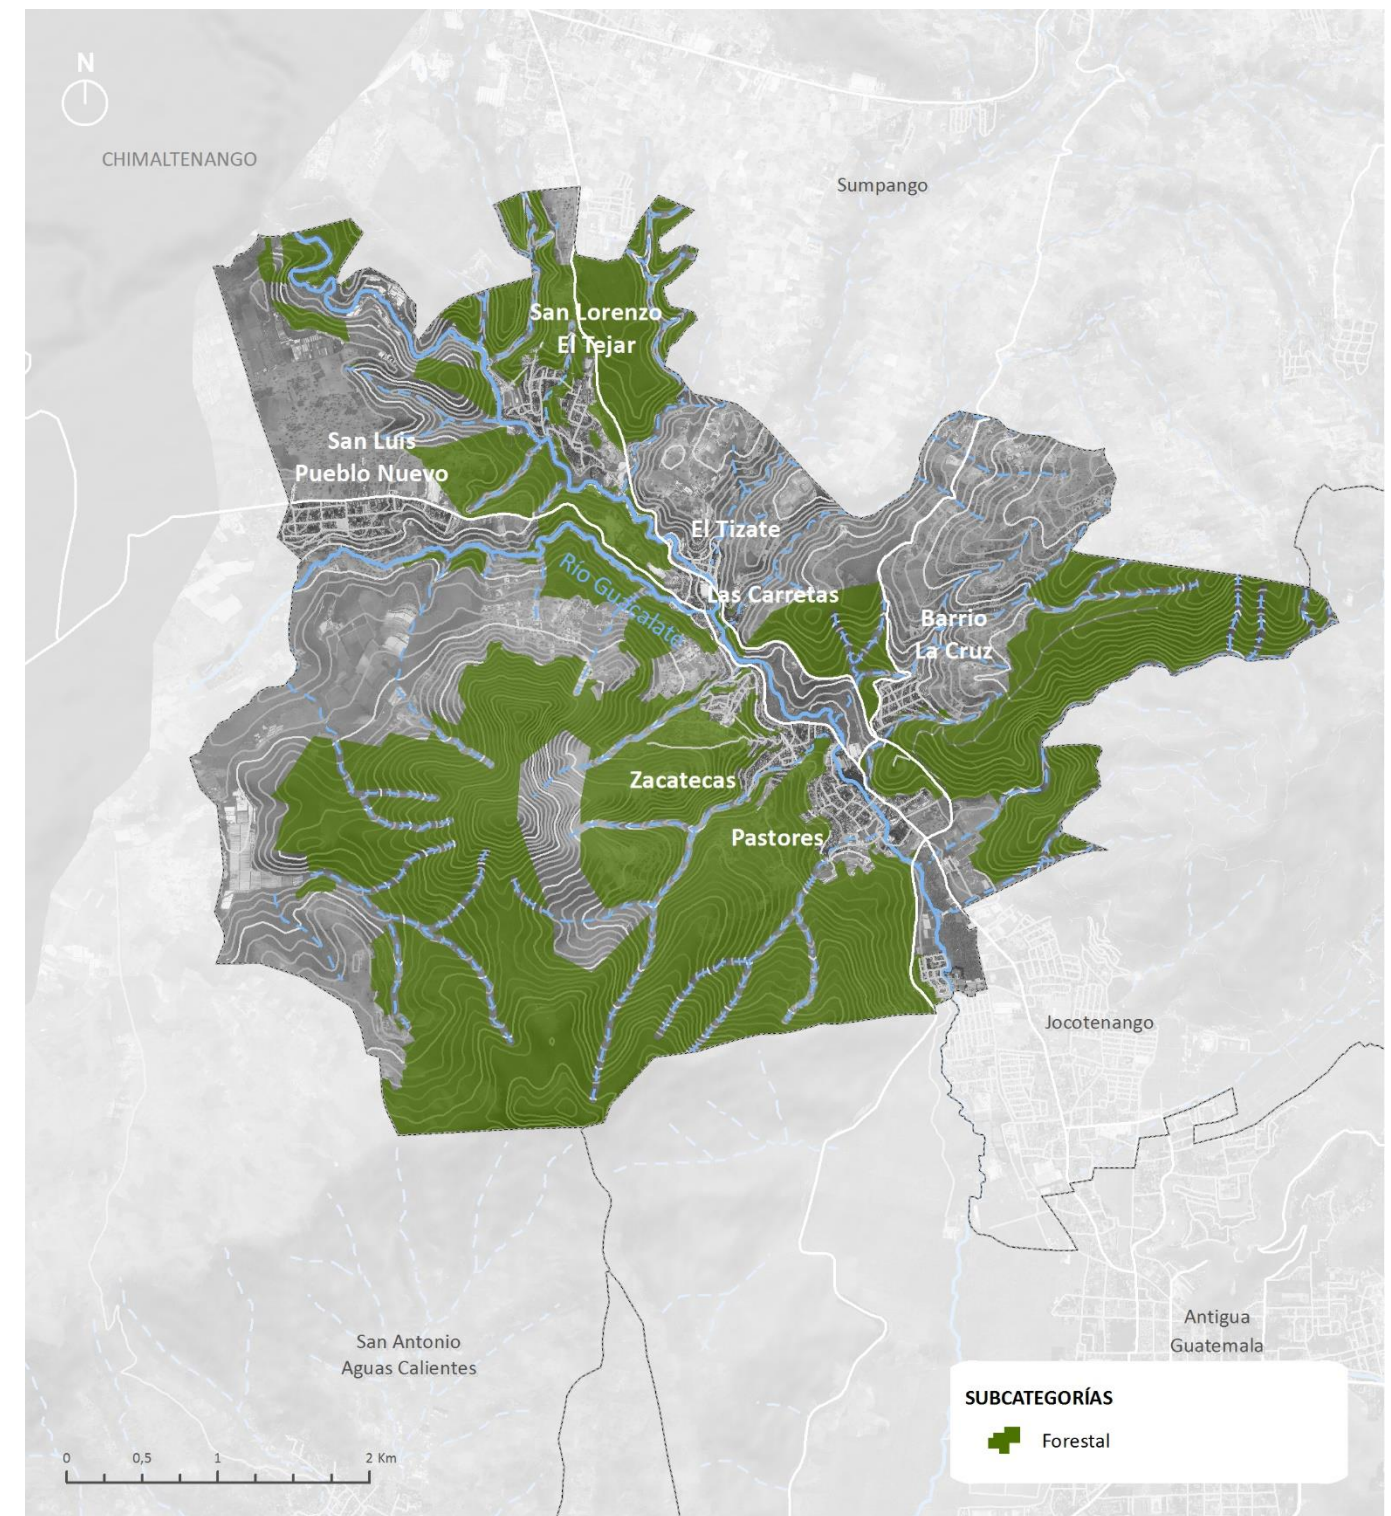 N
CHIMALTENANGO
Sumpango
San Lorenzo
El Tejar
San Luis
Pueblo Nuevo
El Tizate
Río Guacalate
Las Carretas
Barrio
La Cruz
Zacatecas
Pastores
Jocotenango
Antigua
Guatemala
San Antonio
Aguas Calientes
SUBCATEGORÍAS
Forestal
0 0,5 1 2 Km